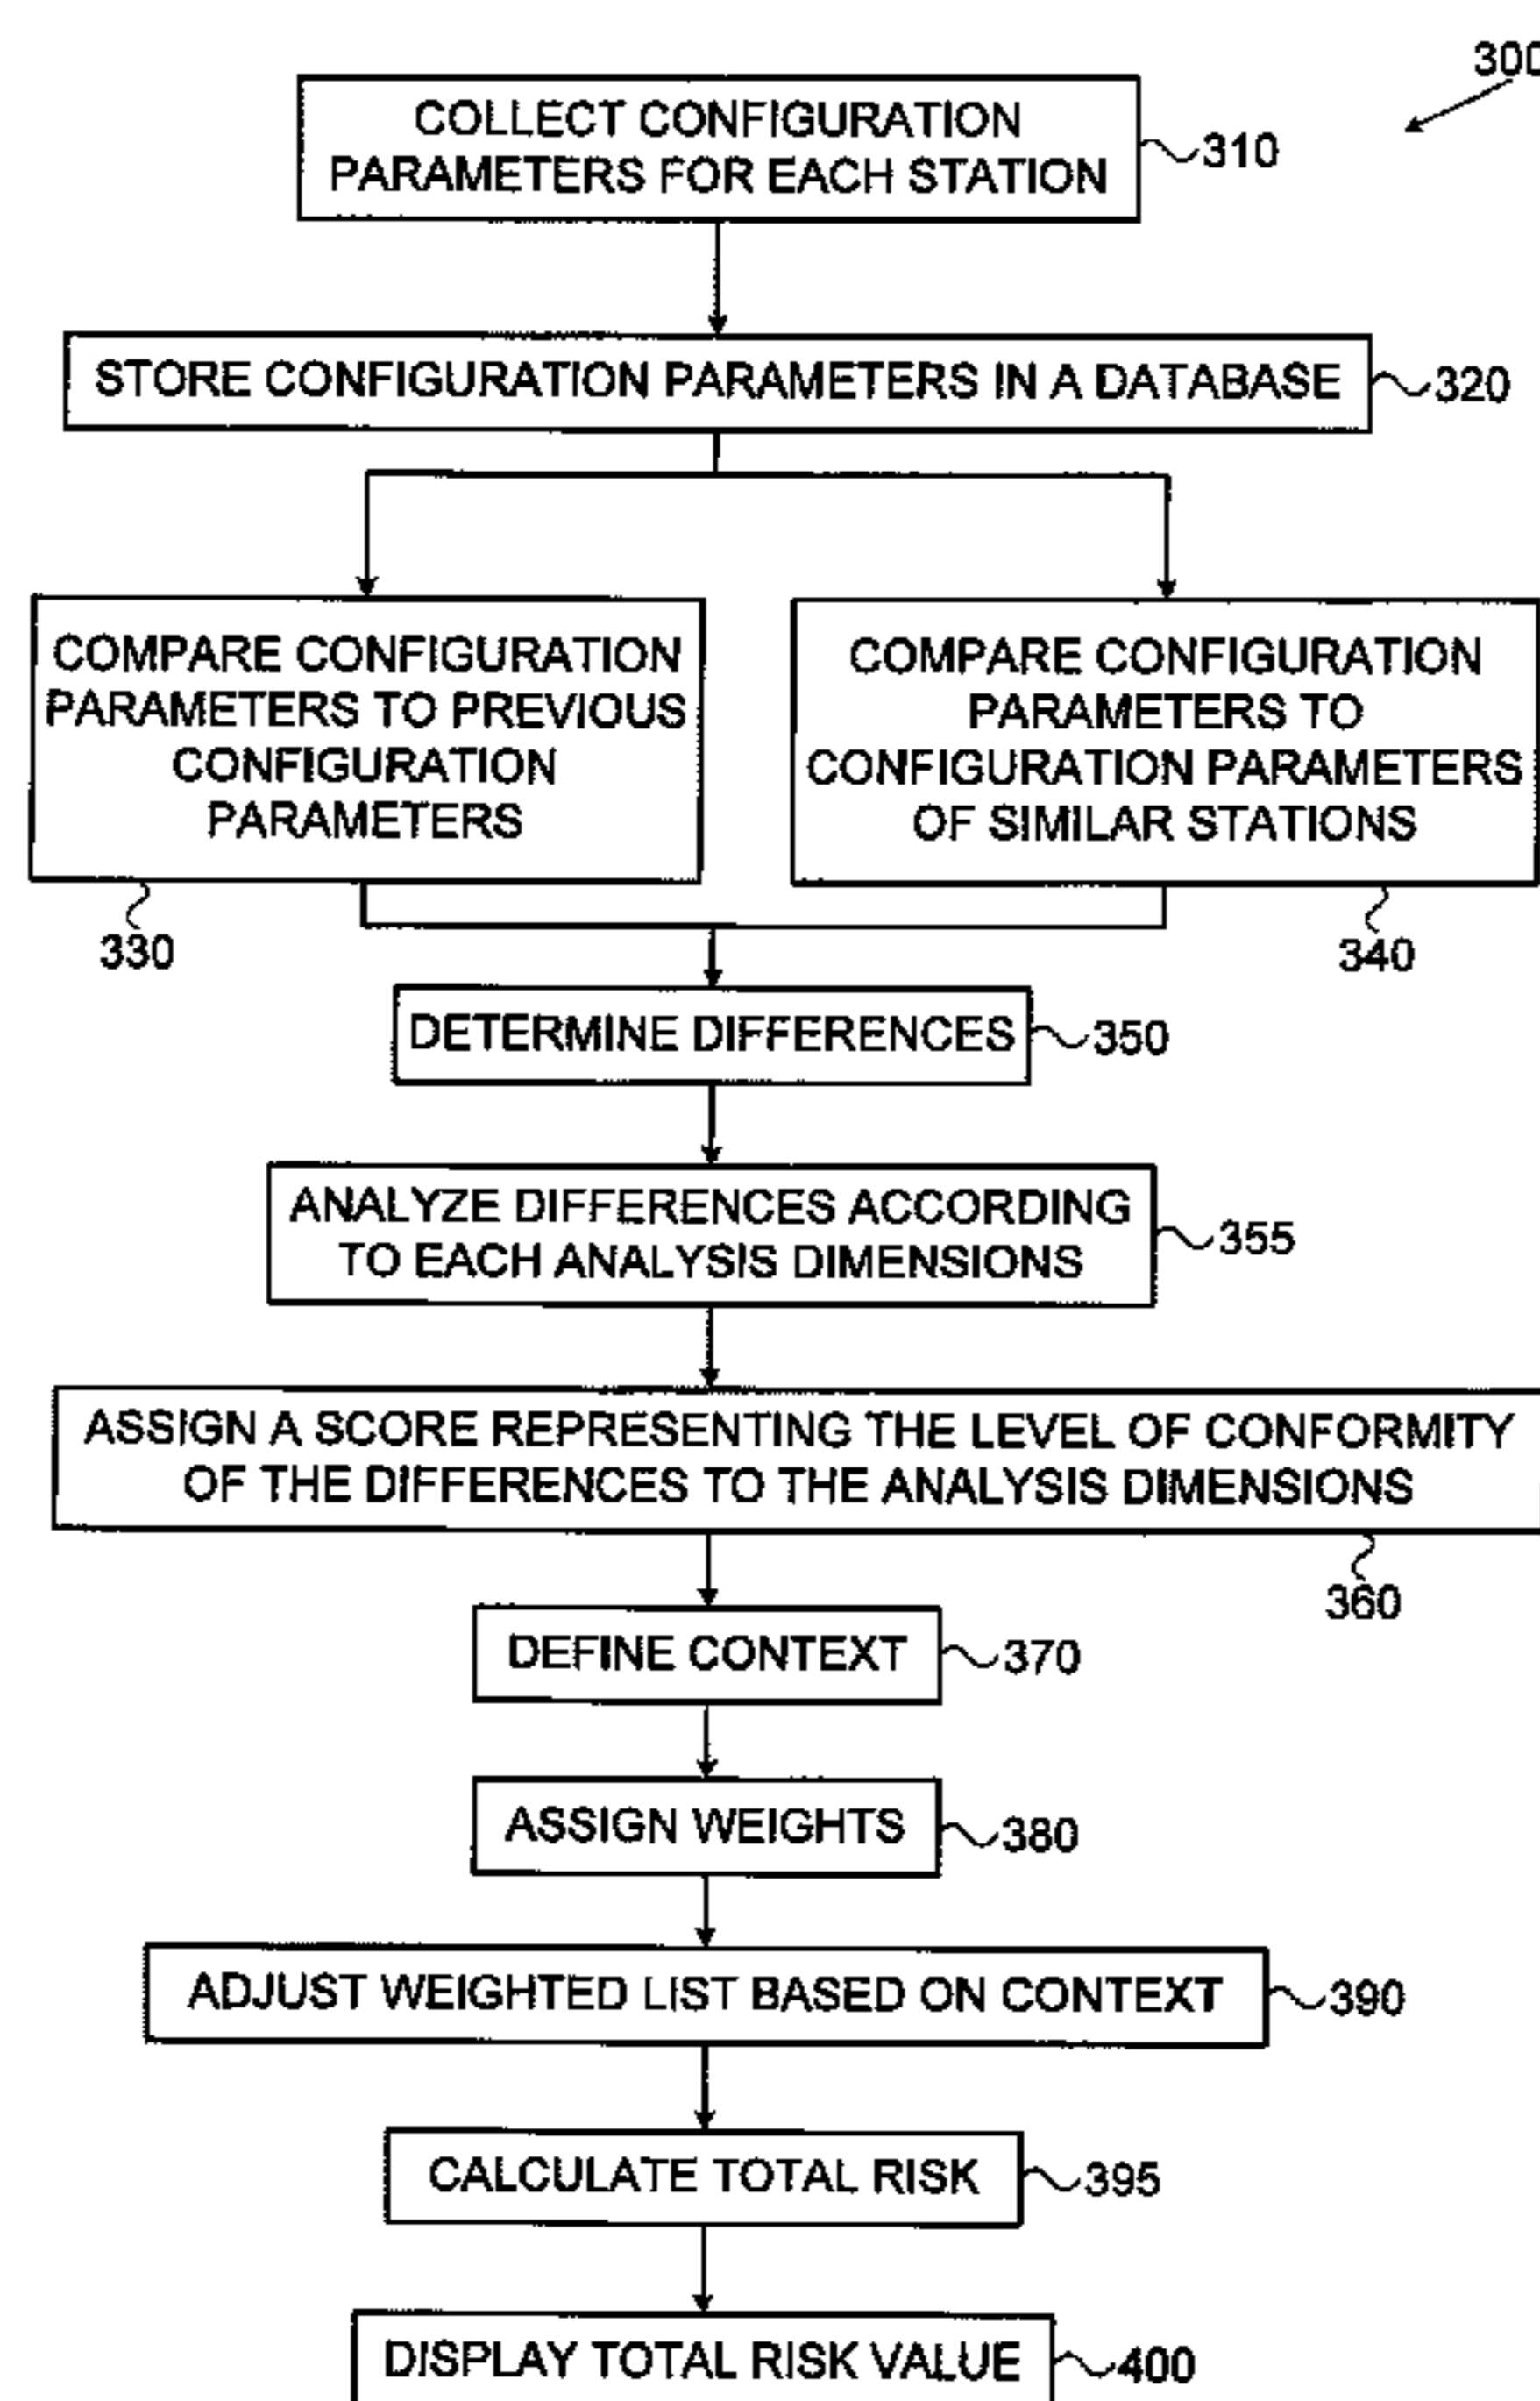 300
COLLECT CONFIGURATION
PARAMETERS FOR EACH STATION
310
STORE CONFIGURATION PARAMETERS IN A DATABASE
320
COMPARE CONFIGURATION
PARAMETERS TO PREVIOUS
CONFIGURATION
PARAMETERS
330
COMPARE CONFIGURATION
PARAMETERS TO
CONFIGURATION PARAMETERS
OF SIMILAR STATIONS
340
DETERMINE DIFFERENCES
350
ANALYZE DIFFERENCES ACCORDING
TO EACH ANALYSIS DIMENSIONS
355
ASSIGN A SCORE REPRESENTING THE LEVEL OF CONFORMITY
OF THE DIFFERENCES TO THE ANALYSIS DIMENSIONS
360
DEFINE CONTEXT
370
ASSIGN WEIGHTS
380
ADJUST WEIGHTED LIST BASED ON CONTEXT
390
CALCULATE TOTAL RISK
395
DISPLAY TOTAL RISK VALUE
400